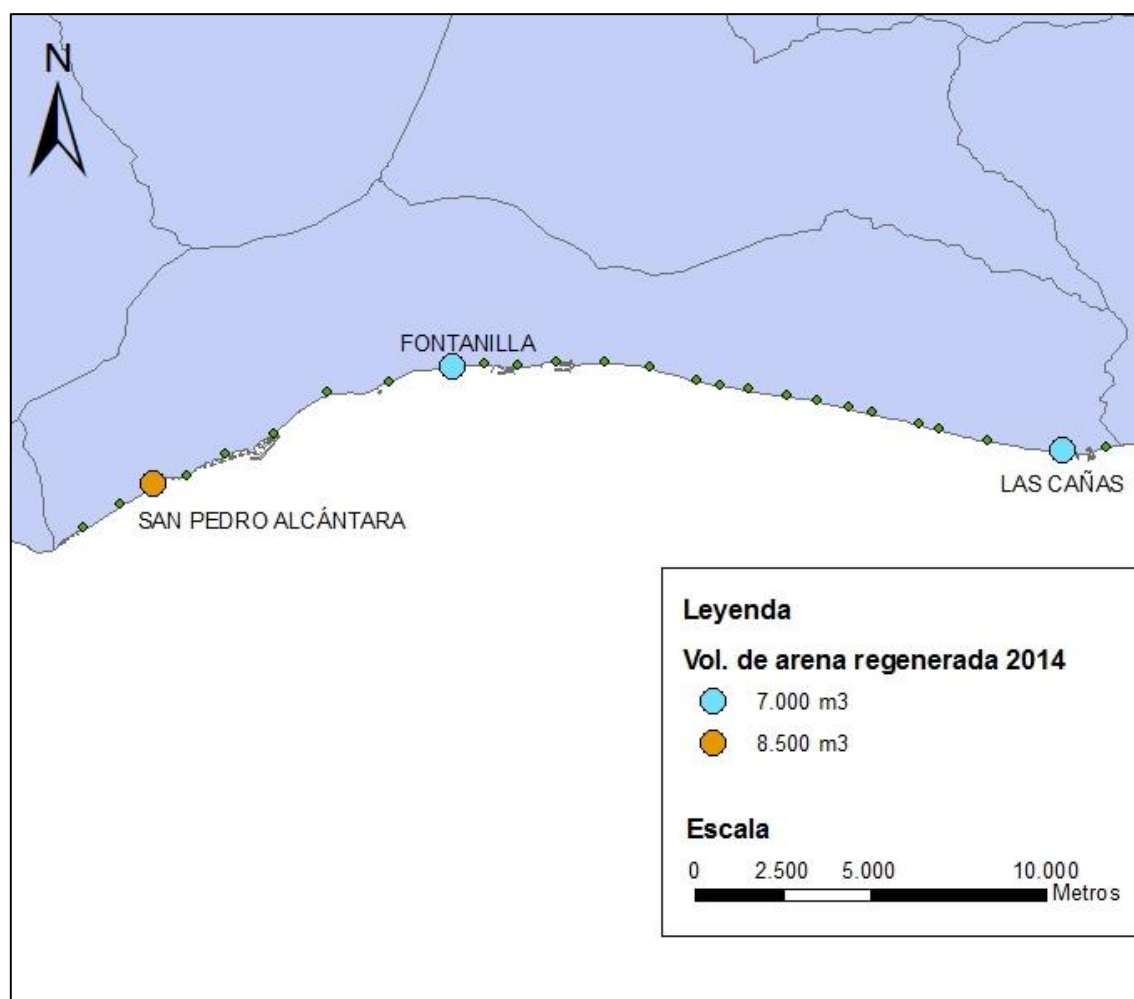 N
FONTANILLA
LAS CAÑAS
SAN PEDRO ALCÁNTARA
Leyenda
Vol. de arena regenerada 2014
7.000 m3
8.500 m3
Escala
0 2.500 5.000 10.000
Metros